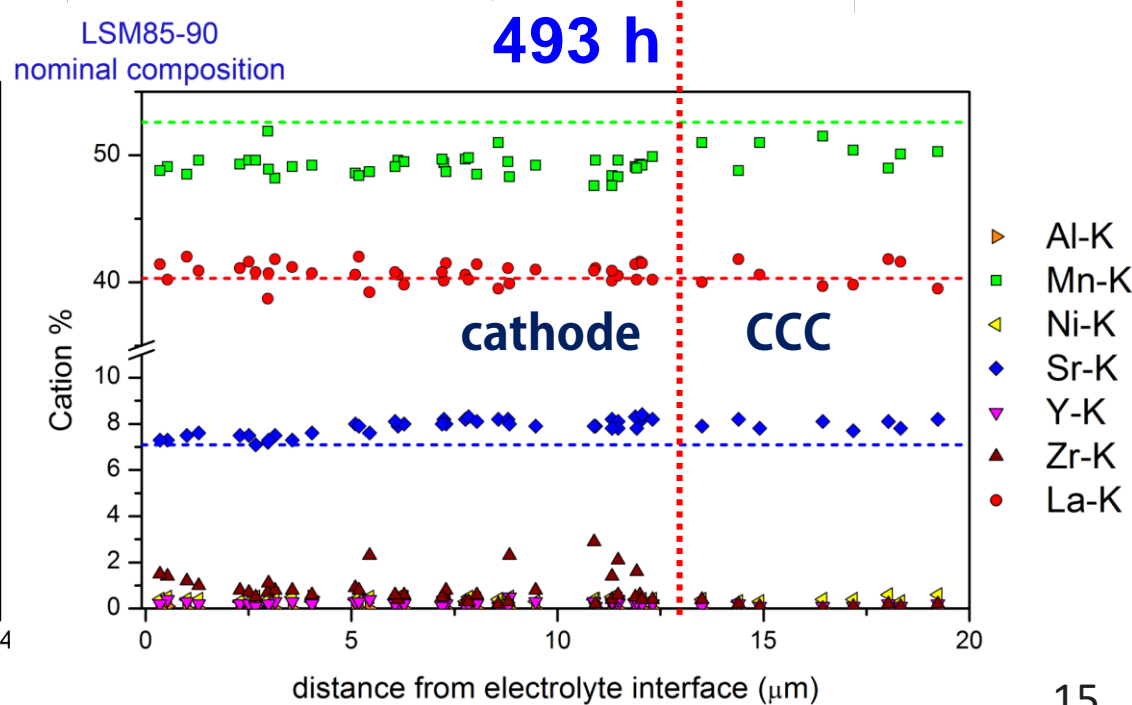 LSM85-90
nominal composition
493 h
50
40
10
8
6
4
2
0
Cation %
cathode
CCC
0
5
10
15
20
distance from electrolyte interface (μm)
Al-K
Mn-K
Ni-K
Sr-K
Y-K
Zr-K
La-K
4
15